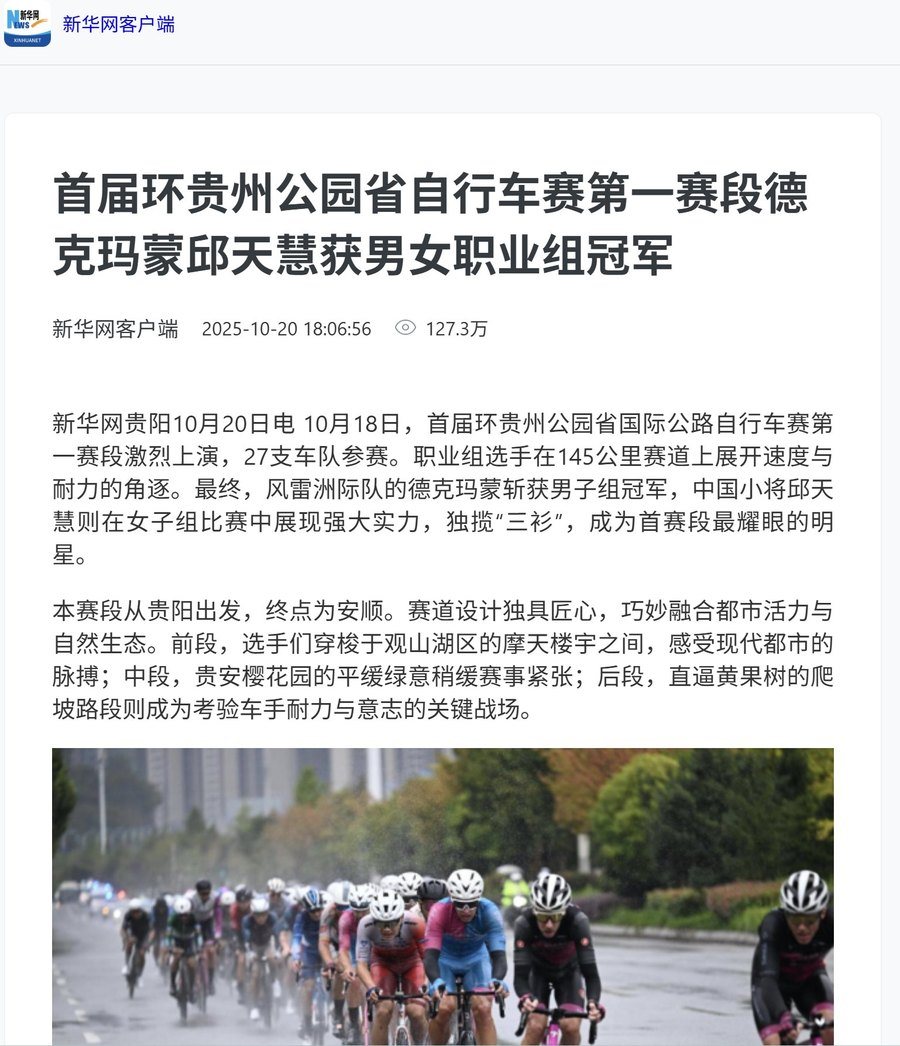 新华网
NEWS
XINHUANET
新华网客户端
首届环贵州公园省自行车赛第一赛段德
克玛蒙邱天慧获男女职业组冠军
新华网客户端 2025-10-20 18:06:56 127.3万
新华网贵阳10月20日电 10月18日，首届环贵州公园省国际公路自行车赛第
一赛段激烈上演，27支车队参赛。职业组选手在145公里赛道上展开速度与
耐力的角逐。最终，风雷洲际队的德克玛蒙斩获男子组冠军，中国小将邱天
慧则在女子组比赛中展现强大实力，独揽“三衫”，成为首赛段最耀眼的明
星。
本赛段从贵阳出发，终点为安顺。赛道设计独具匠心，巧妙融合都市活力与
自然生态。前段，选手们穿梭于观山湖区的摩天楼宇之间，感受现代都市的
脉搏；中段，贵安樱花园的平缓绿意稍缓赛事紧张；后段，直逼黄果树的爬
坡路段则成为考验车手耐力与意志的关键战场。